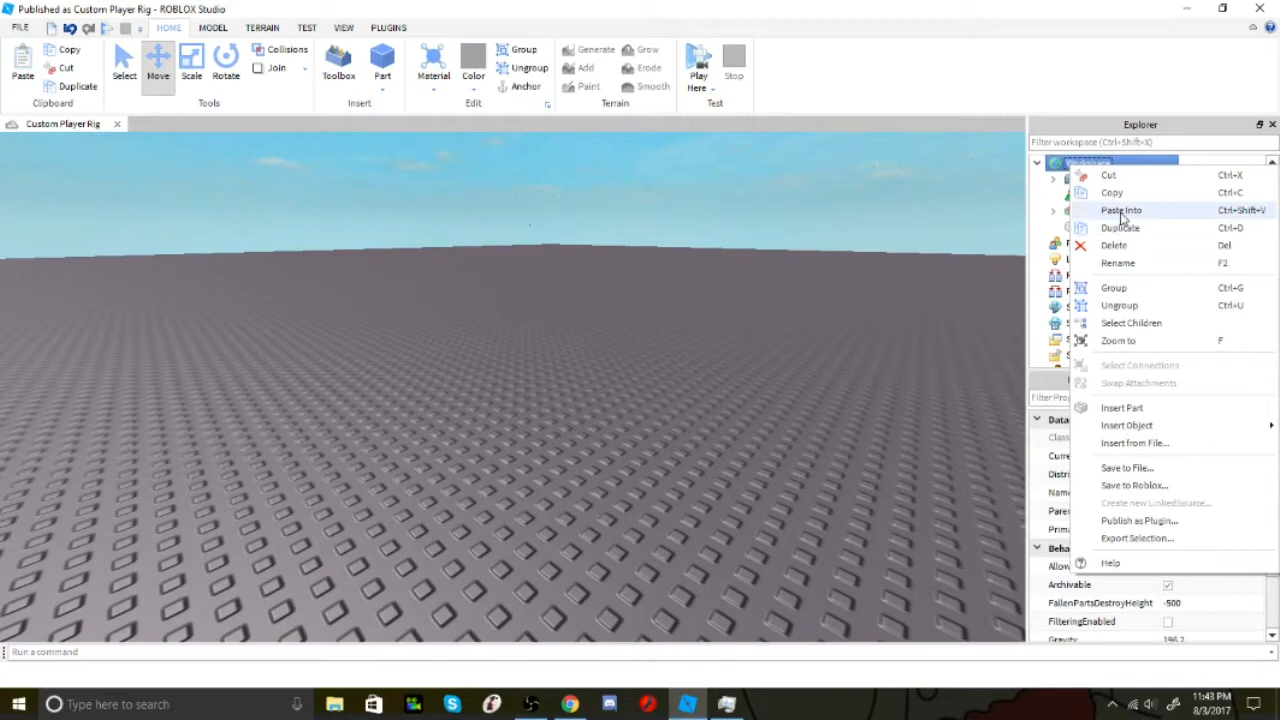 Published as Custom Player Rig - ROBLOX Studio
FILE HOME MODEL TERRAIN TEST VIEW PLUGINS
Paste
Copy
Cut
Duplicate
Clipboard
Select
Move
Scale
Rotate
Collisions
Join
Tools
Toolbox
Part
Insert
Material
Color
Group
Ungroup
Anchor
Edit
Generate
Add
Paint
Grow
Erode
Smooth
Terrain
Play Here
Stop
Test
Custom Player Rig
Explorer
Filter workspace (Ctrl+Shift+X)
Workspace
Cut Ctrl+X
Copy Ctrl+C
Paste Into Ctrl+Shift+V
Duplicate Ctrl+D
Delete Del
Rename F2
Group Ctrl+G
Ungroup Ctrl+U
Select Children
Zoom to F
Select Connections
Swap Attachments
Insert Part
Insert Object
Insert from File...
Save to File...
Save to Roblox...
Create new LinkedSource...
Publish as Plugin...
Export Selection...
Help
Archivable
FallenPartsDestroyHeight -500
FilteringEnabled
Gravity 196.2
Run a command
Type here to search
11:43 PM
8/3/2017